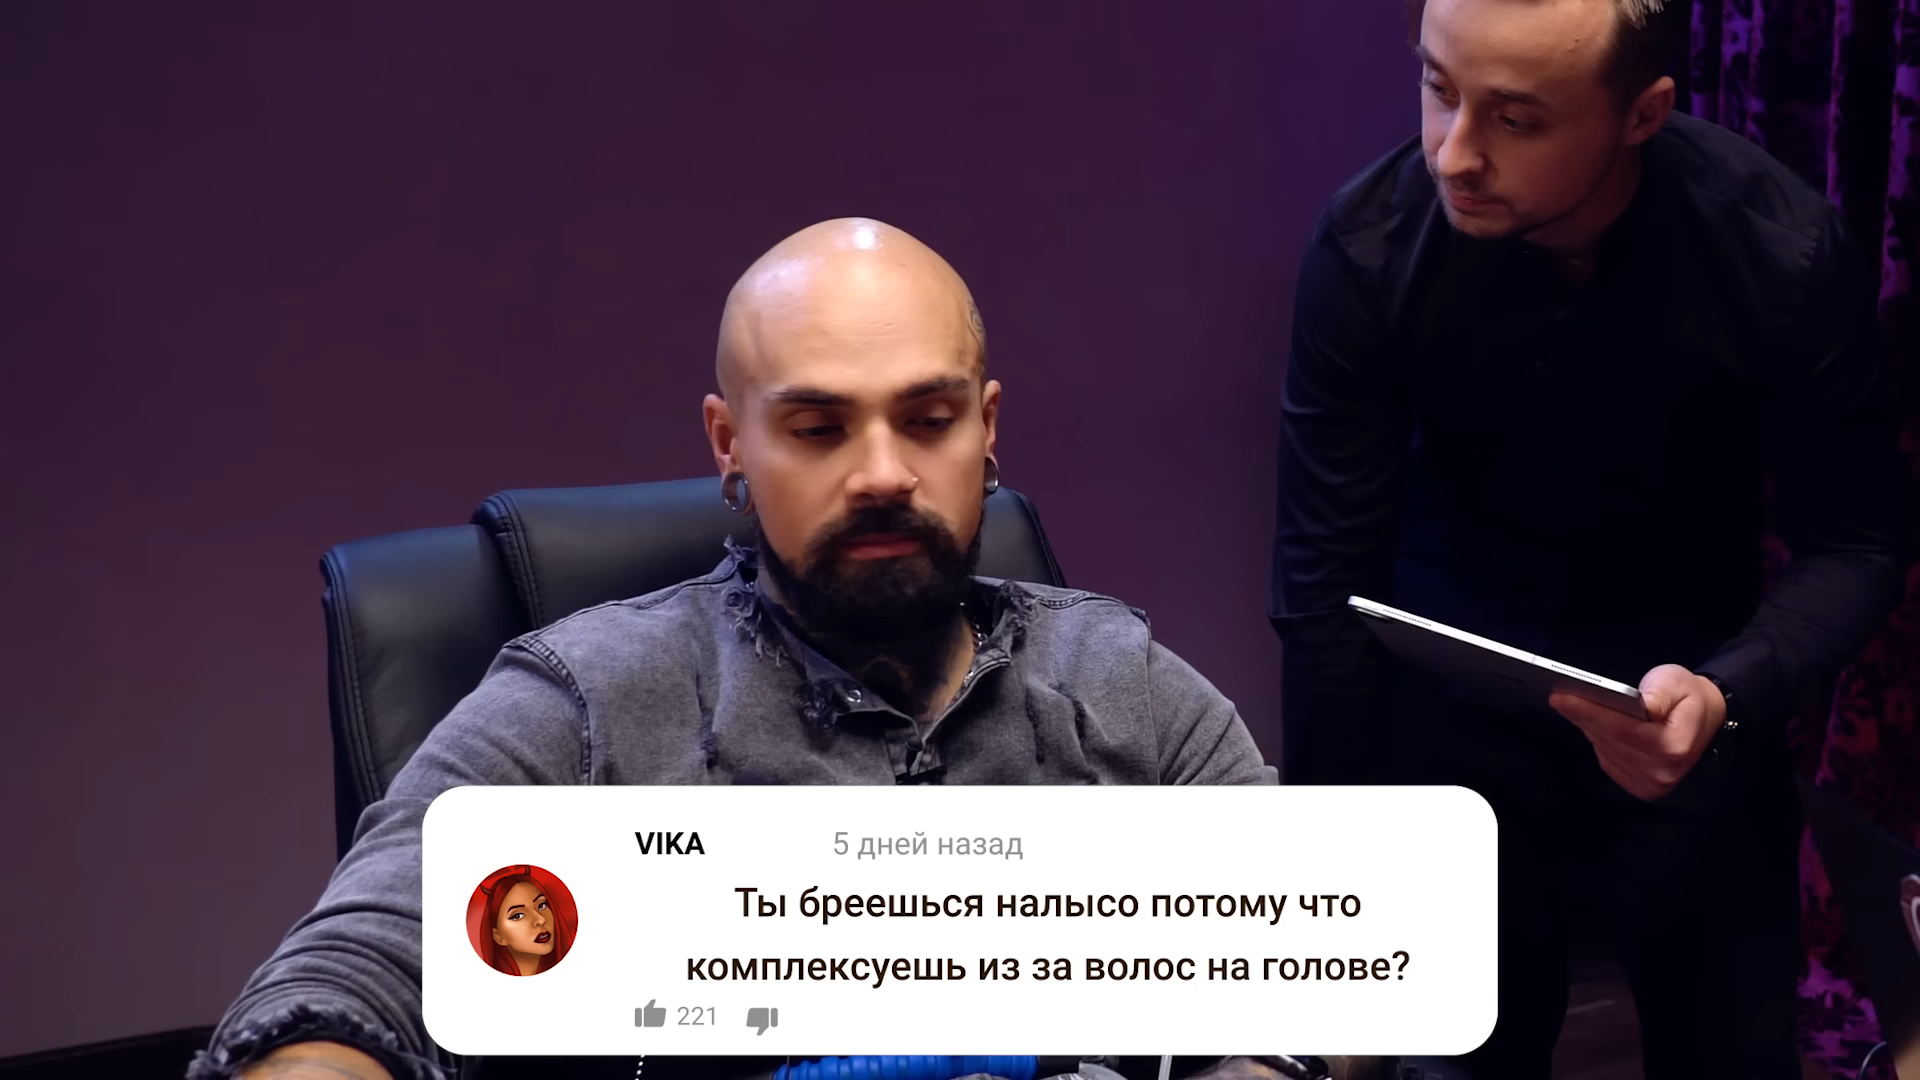 VIKA 5 дней назад
Ты бреешься налысо потому что
комплексуешь из за волос на голове?
221